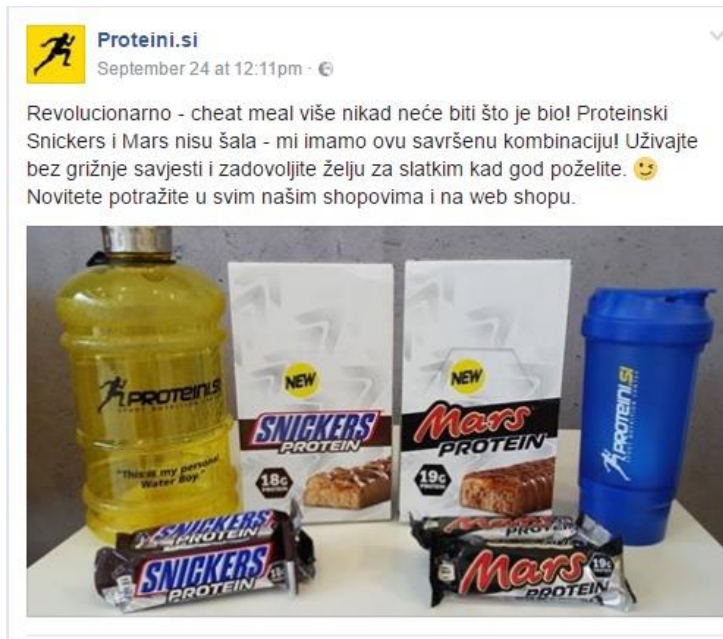 Proteini.si
September 24 at 12:11pm ·
Revolucionarno - cheat meal više nikad neće biti što je bio! Proteinski
Snickers i Mars nisu šala - mi imamo ovu savršenu kombinaciju! Uživajte
bez grižnje savjesti i zadovoljite želju za slatkim kad god poželite. 😉
Novitete potražite u svim našim shopovima i na web shopu.
PROTEINI.SI
"This is my personal
Water Boy."
NEW
SNICKERS
PROTEIN
18G
PROTEIN
NEW
Mars
PROTEIN
19G
PROTEIN
PROTEINI.SI
SNICKERS
PROTEIN
SNICKERS
PROTEIN
Mars
PROTEIN
Mars
PROTEIN
19G